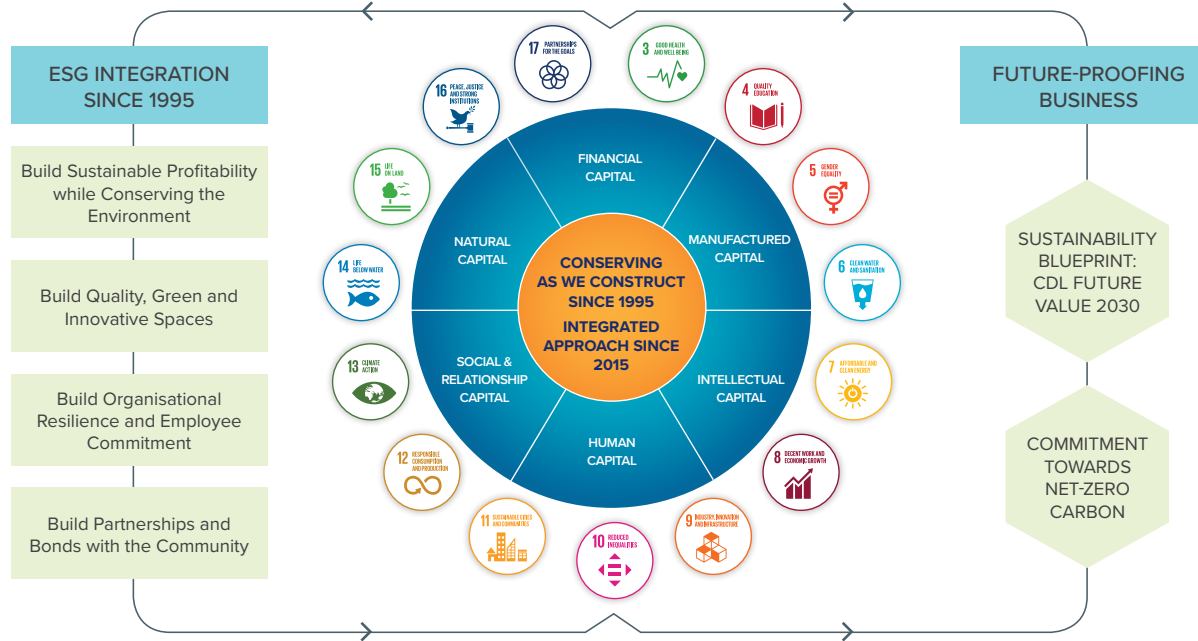 ESG INTEGRATION
SINCE 1995
Build Sustainable Profitability
while Conserving the
Environment
Build Quality, Green and
Innovative Spaces
Build Organisational
Resilience and Employee
Commitment
Build Partnerships and
Bonds with the Community
17 PARTNERSHIPS
FOR THE GOALS
3 GOOD HEALTH
AND WELL BEING
4 QUALITY
EDUCATION
5 GENDER
EQUALITY
6 CLEAN WATER
AND SANITATION
7 AFFORDABLE AND
CLEAN ENERGY
8 DECENT WORK AND
ECONOMIC GROWTH
9 INDUSTRY, INNOVATION
AND INFRASTRUCTURE
10 REDUCED
INEQUALITIES
11 SUSTAINABLE CITIES
AND COMMUNITIES
12 RESPONSIBLE
CONSUMPTION
AND PRODUCTION
13 CLIMATE
ACTION
14 LIFE
BELOW WATER
15 LIFE
ON LAND
16 PEACE, JUSTICE
AND STRONG
INSTITUTIONS
FINANCIAL
CAPITAL
MANUFACTURED
CAPITAL
INTELLECTUAL
CAPITAL
HUMAN
CAPITAL
SOCIAL &
RELATIONSHIP
CAPITAL
NATURAL
CAPITAL
CONSERVING
AS WE CONSTRUCT
SINCE 1995
INTEGRATED
APPROACH SINCE
2015
FUTURE-PROOFING
BUSINESS
SUSTAINABILITY
BLUEPRINT:
CDL FUTURE
VALUE 2030
COMMITMENT
TOWARDS
NET-ZERO
CARBON